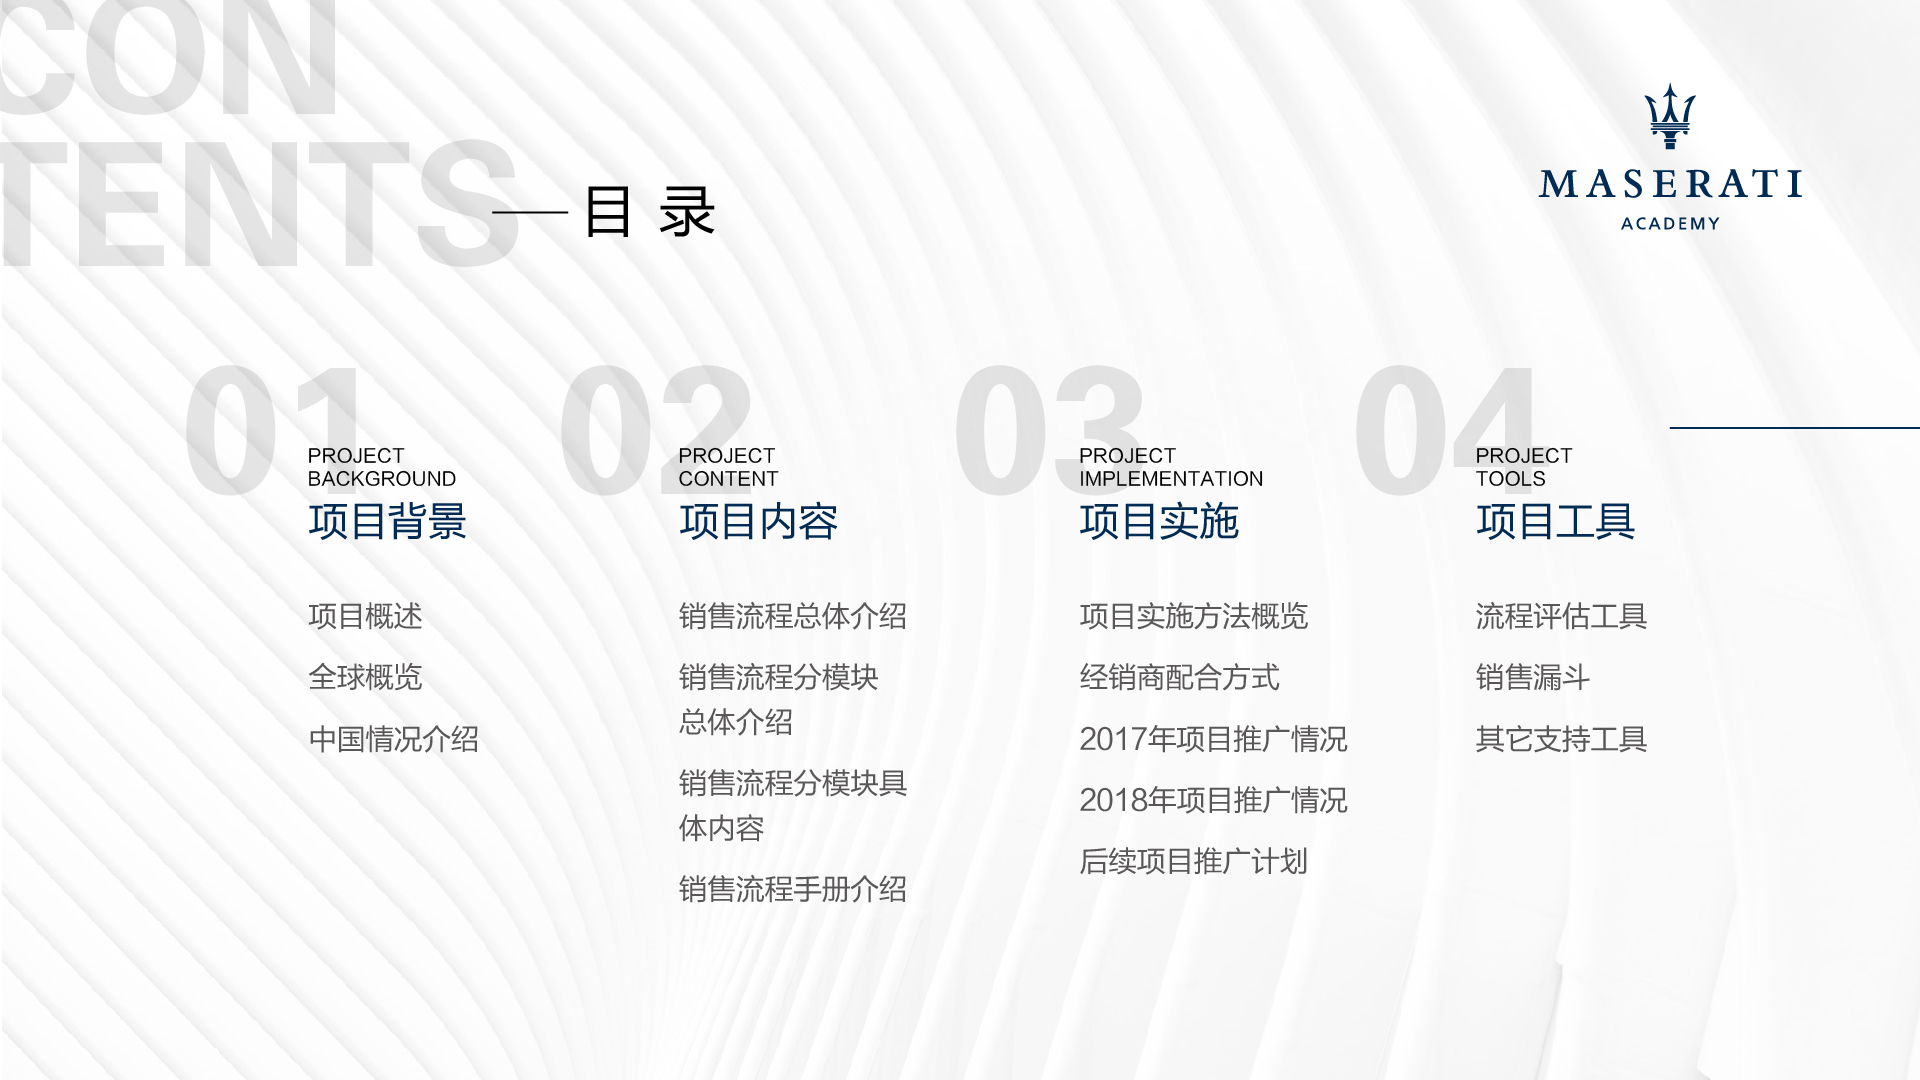 CON
TENTS
目录
MASERATI
ACADEMY
01
PROJECT
BACKGROUND
项目背景
项目概述
全球概览
中国情况介绍
02
PROJECT
CONTENT
项目内容
销售流程总体介绍
销售流程分模块
总体介绍
销售流程分模块具
体内容
销售流程手册介绍
03
PROJECT
IMPLEMENTATION
项目实施
项目实施方法概览
经销商配合方式
2017年项目推广情况
2018年项目推广情况
后续项目推广计划
04
PROJECT
TOOLS
项目工具
流程评估工具
销售漏斗
其它支持工具